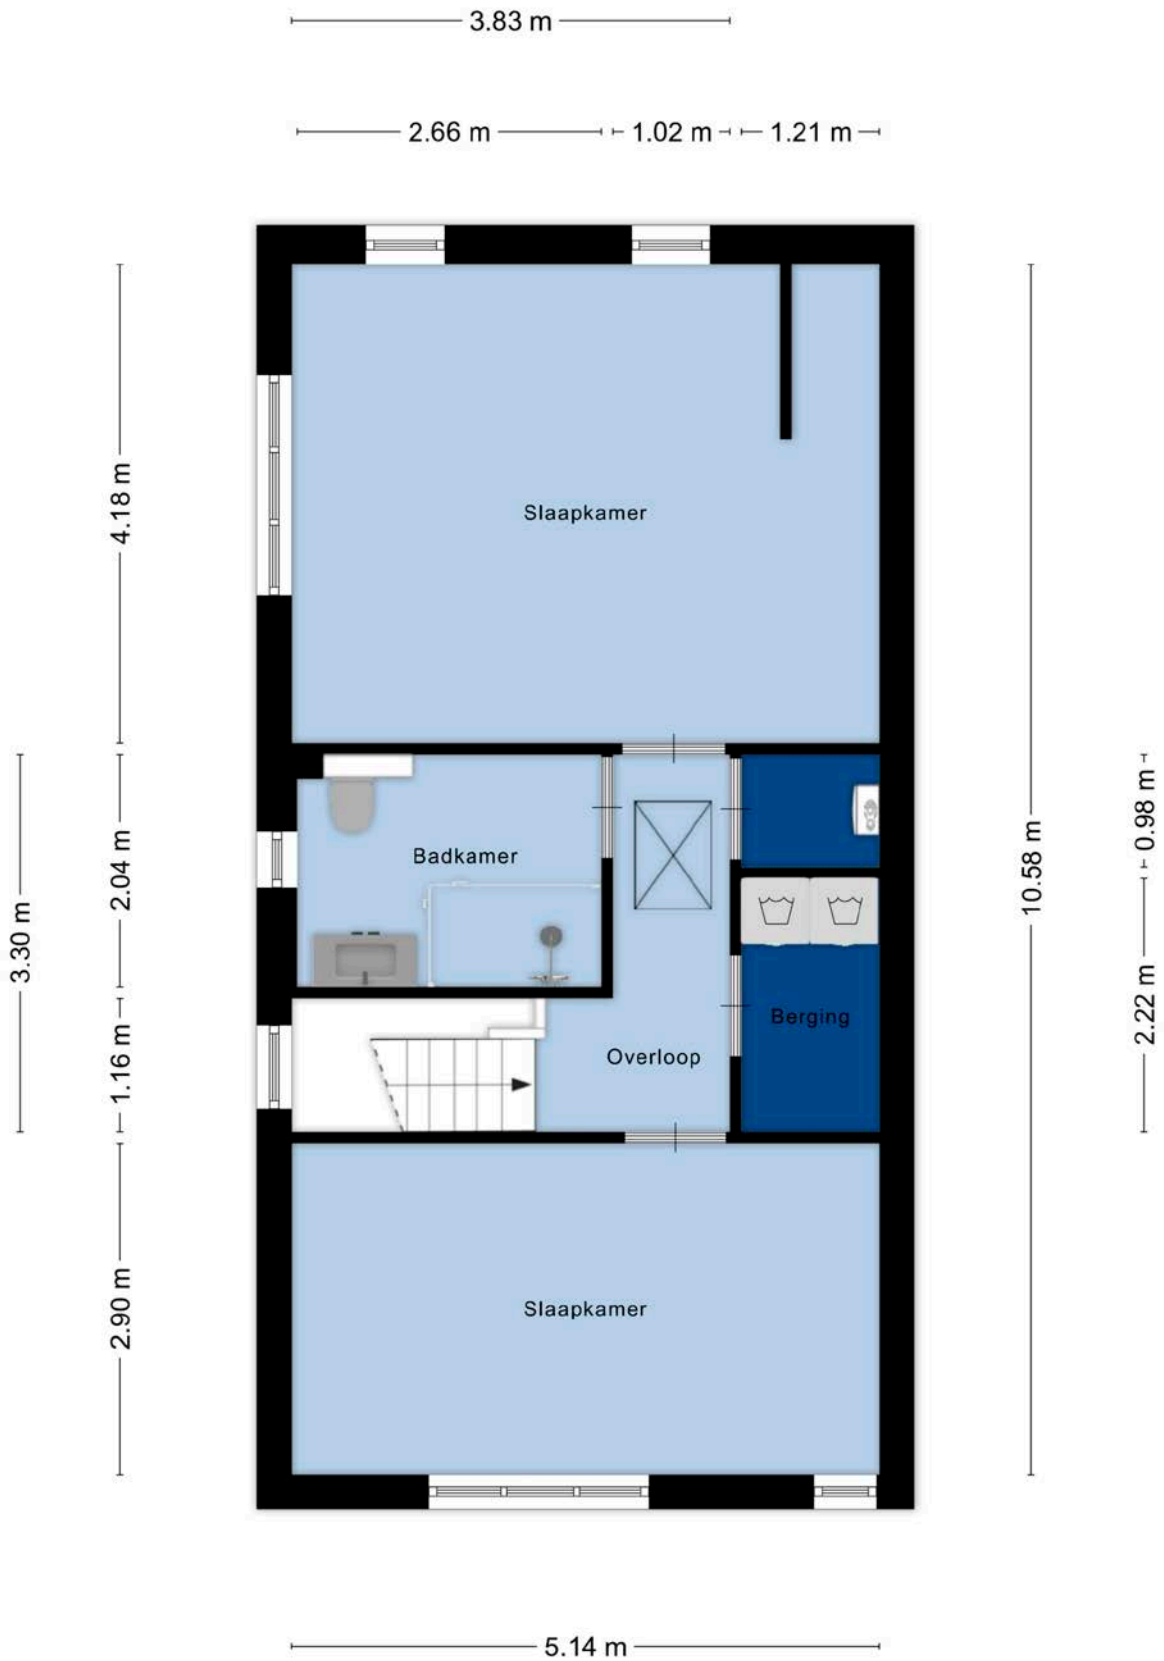 3.83 m
2.66 m
1.02 m
1.21 m
4.18 m
Slaapkamer
0.98 m
10.58 m
2.04 m
Badkamer
3.30 m
2.22 m
Berging
1.16 m
Overloop
2.90 m
Slaapkamer
5.14 m